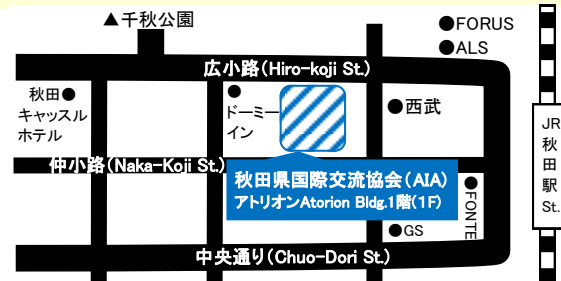 ▲千秋公園
●FORUS
●ALS
広小路(Hiro-koji St.)
秋田●
キャッスル
ホテル
●
ドーミー
イン
●西武
JR
秋
田
駅
St.
仲小路(Naka-Koji St.)
秋田県国際交流協会(AIA)
アトリオンAtorion Bldg.1階(1F)
●FONTE
●GS
中央通り(Chuo-Dori St.)